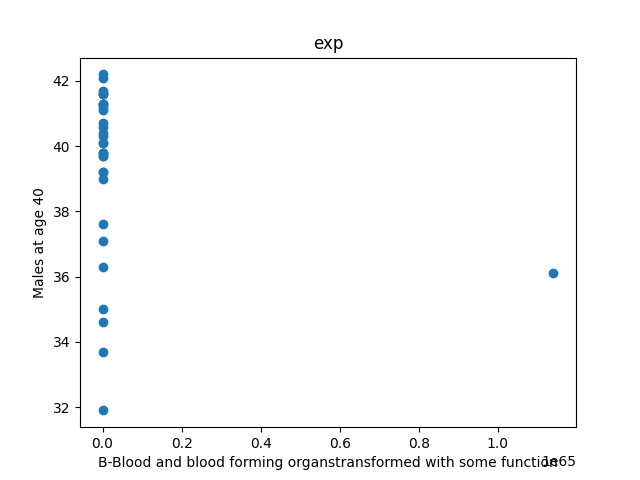 exp
42
40
38
36
34
32
Males at age 40
0.0 0.2 0.4 0.6 0.8 1.0
1e65
B-Blood and blood forming organstransformed with some function